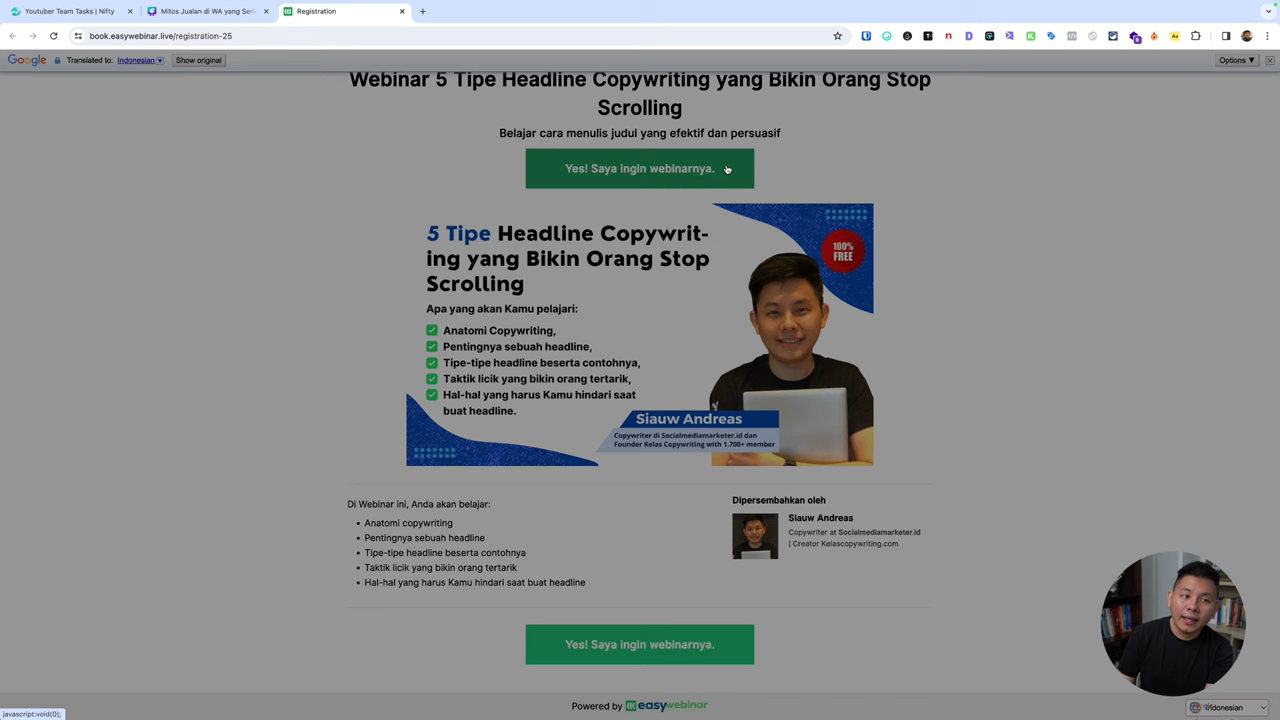 Youtuber Team Tasks | Nifty
Mitos Jualan di WA yang Seri
Registration
book.easywebinar.live/registration-25
Google
Translated to: Indonesian
Show original
Options ▼
Webinar 5 Tipe Headline Copywriting yang Bikin Orang Stop
Scrolling
Belajar cara menulis judul yang efektif dan persuasif
Yes! Saya ingin webinarnya.
5 Tipe Headline Copywrit-
ing yang Bikin Orang Stop
Scrolling
100%
FREE
Apa yang akan Kamu pelajari:
Anatomi Copywriting,
Pentingnya sebuah headline,
Tipe-tipe headline beserta contohnya,
Taktik licik yang bikin orang tertarik,
Hal-hal yang harus Kamu hindari saat
buat headline.
Siauw Andreas
Copywriter di Socialmediamarketer.id dan
Founder Kelas Copywriting with 1.700+ member
Di Webinar ini, Anda akan belajar:
• Anatomi copywriting
• Pentingnya sebuah headline
• Tipe-tipe headline beserta contohnya
• Taktik licik yang bikin orang tertarik
• Hal-hal yang harus Kamu hindari saat buat headline
Dipersembahkan oleh
Siauw Andreas
Copywriter at Socialmediamarketer.id
| Creator Kelascopywriting.com
Yes! Saya ingin webinarnya.
Powered by easywebinar
javascript:void(0);
Indonesian